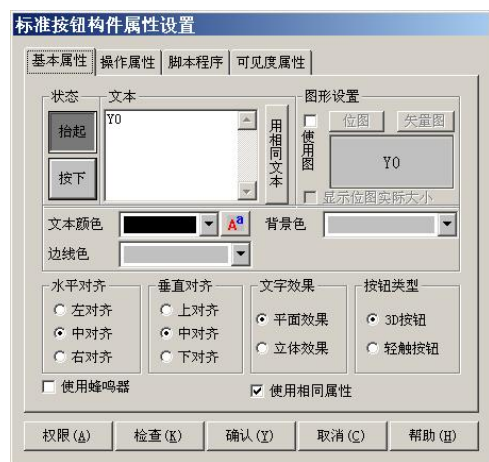 标准按钮构件属性设置
基本属性 操作属性 脚本程序 可见度属性
状态 文本 图形设置
抬起
按下
Y0
用相同文本
使用图
位图 矢量图
Y0
显示位图实际大小
文本颜色 Aa 背景色
边线色
水平对齐 垂直对齐 文字效果 按钮类型
左对齐 上对齐 平面效果 3D按钮
中对齐 中对齐 立体效果 轻触按钮
右对齐 下对齐
使用蜂鸣器 使用相同属性
权限(A) 检查(K) 确认(Y) 取消(C) 帮助(H)